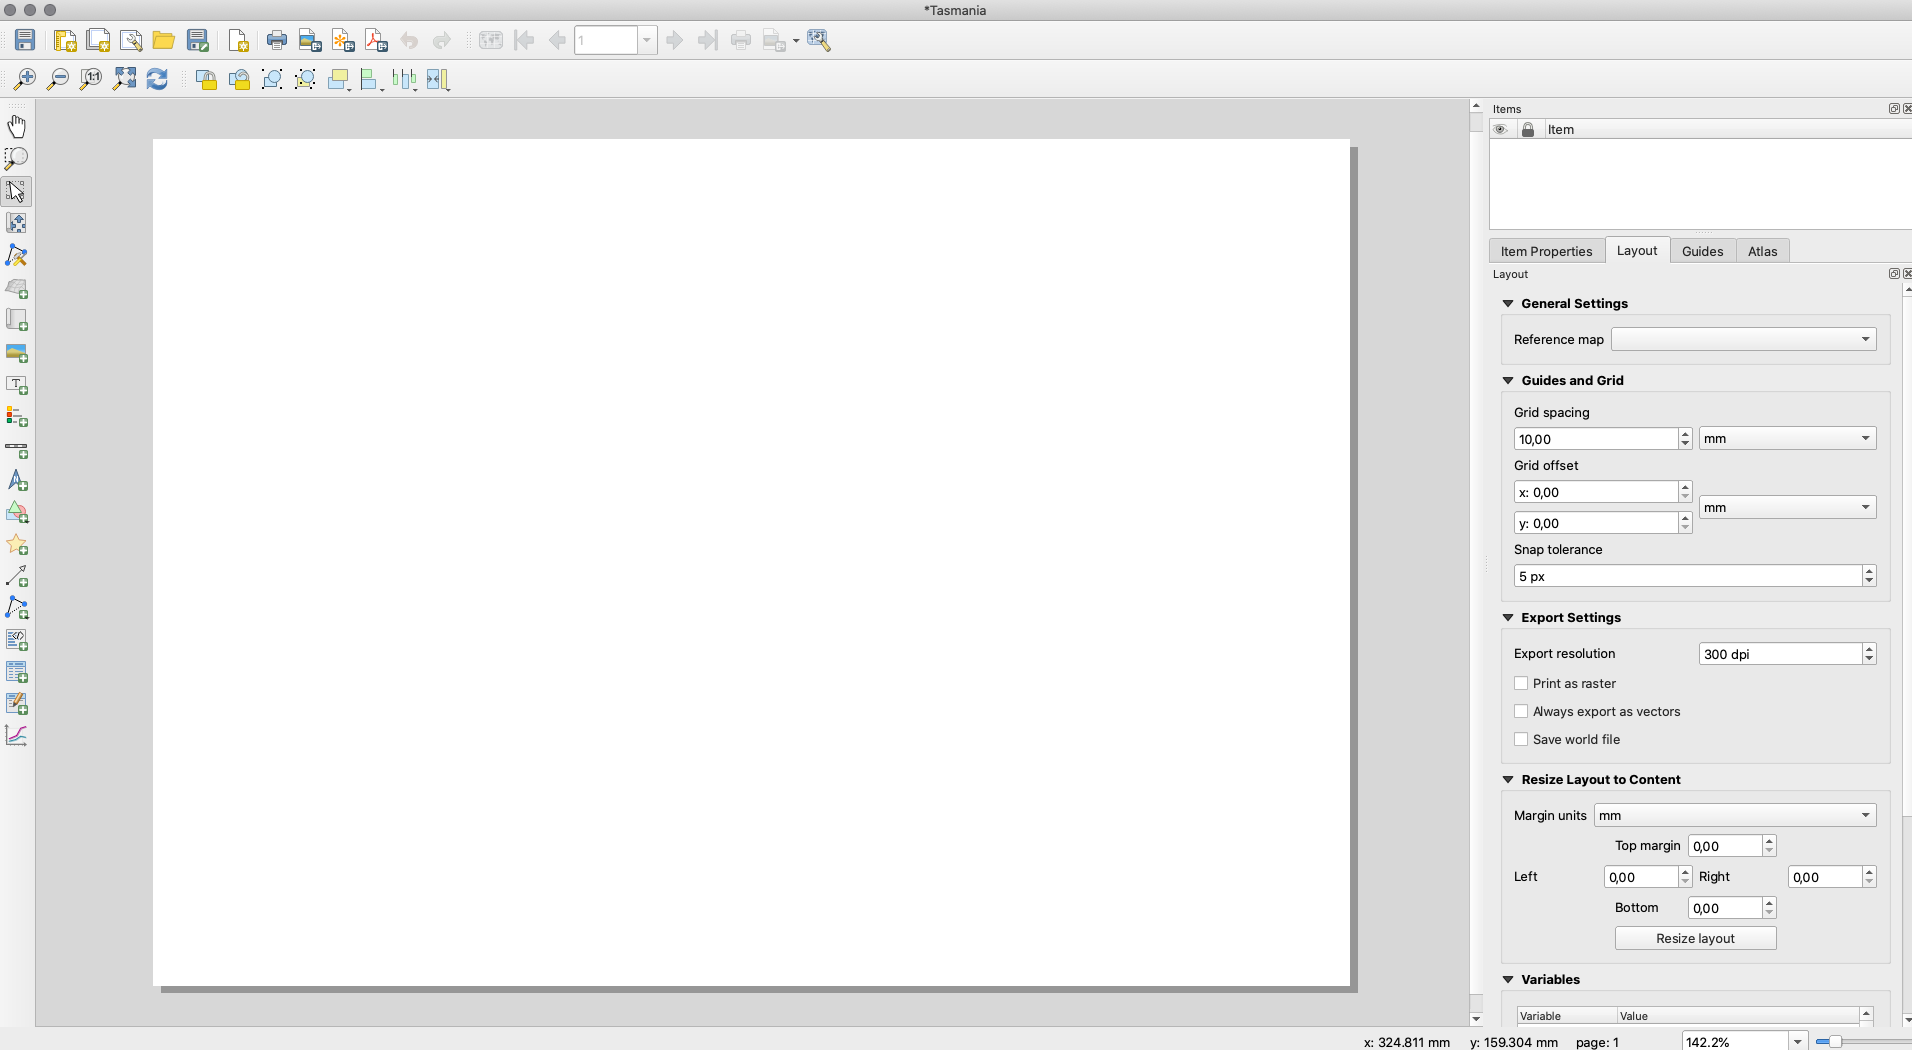 *Tasmania
1
1:1
Items
Item
Item Properties
Layout
Guides
Atlas
Layout
General Settings
Reference map
Guides and Grid
Grid spacing
10,00
mm
Grid offset
x: 0,00
mm
y: 0,00
Snap tolerance
5 px
Export Settings
Export resolution
300 dpi
Print as raster
Always export as vectors
Save world file
Resize Layout to Content
Margin units
mm
Top margin
0,00
Left
0,00
Right
0,00
Bottom
0,00
Resize layout
Variables
Variable
Value
x: 324.811 mm
y: 159.304 mm
page: 1
142.2%